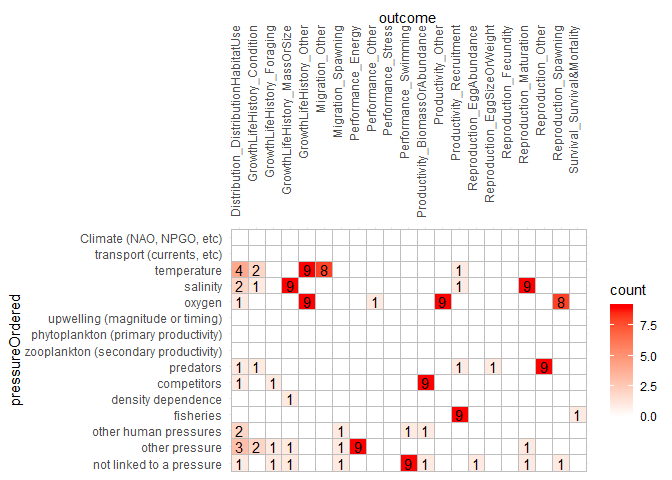 outcome
Distribution_DistributionHabitatUse
GrowthLifeHistory_Condition
GrowthLifeHistory_Foraging
GrowthLifeHistory_MassOrSize
GrowthLifeHistory_Other
Migration_Other
Migration_Spawning
Performance_Energy
Performance_Other
Performance_Stress
Performance_Swimming
Productivity_BiomassOrAbundance
Productivity_Other
Productivity_Recruitment
Reproduction_EggAbundance
Reproduction_EggSizeOrWeight
Reproduction_Fecundity
Reproduction_Maturation
Reproduction_Other
Reproduction_Spawning
Survival_Survival&Mortality
pressureOrdered
Climate (NAO, NPGO, etc)
transport (currents, etc)
temperature 4 2 9 8 1
salinity 2 1 9 1 9
oxygen 1 9 1 9 8
upwelling (magnitude or timing)
phytoplankton (primary productivity)
zooplankton (secondary productivity)
predators 1 1 1 1 9
competitors 1 1 9
density dependence 1
fisheries 9 1
other human pressures 2 1 1 1
other pressure 3 2 1 1 1 9 1
not linked to a pressure 1 1 1 1 9 1 1 1 1
count
7.5
5.0
2.5
0.0